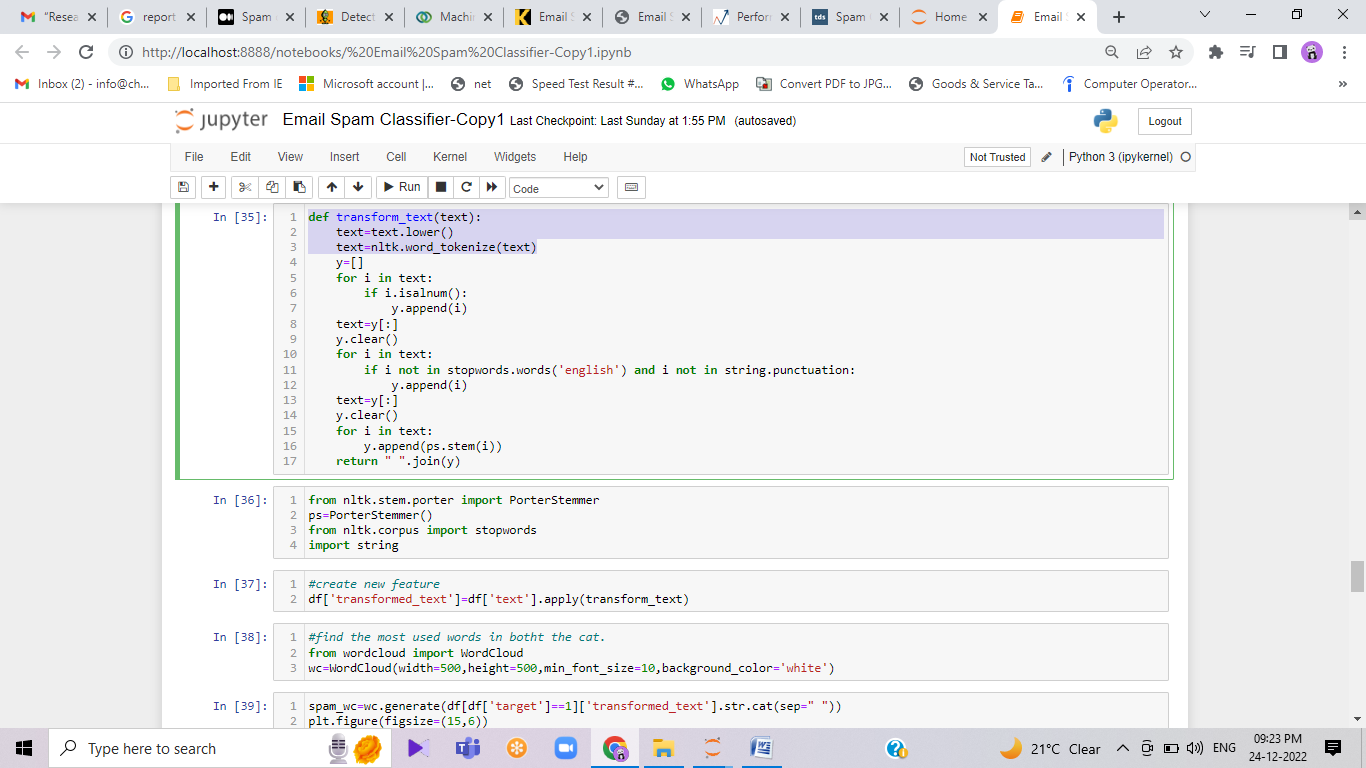 "Resea
report
Spam
Detect
Machin
Email S
Email S
Perfor
tds
Spam C
Home
Email S
http://localhost:8888/notebooks/%20Email%20Spam%20Classifier-Copy1.ipynb
Inbox (2) - info@ch...
Imported From IE
Microsoft account |...
net
Speed Test Result #...
WhatsApp
Convert PDF to JPG...
Goods & Service Ta...
Computer Operator...
»
jupyter Email Spam Classifier-Copy1 Last Checkpoint: Last Sunday at 1:55 PM (autosaved)
Logout
File Edit View Insert Cell Kernel Widgets Help
Not Trusted
Python 3 (ipykernel)
Run
Code
In [35]:
1 def transform_text(text):
2     text=text.lower()
3     text=nltk.word_tokenize(text)
4     y=[]
5     for i in text:
6         if i.isalnum():
7             y.append(i)
8     text=y[:]
9     y.clear()
10     for i in text:
11         if i not in stopwords.words('english') and i not in string.punctuation:
12             y.append(i)
13     text=y[:]
14     y.clear()
15     for i in text:
16         y.append(ps.stem(i))
17     return " ".join(y)
In [36]:
1 from nltk.stem.porter import PorterStemmer
2 ps=PorterStemmer()
3 from nltk.corpus import stopwords
4 import string
In [37]:
1 #create new feature
2 df['transformed_text']=df['text'].apply(transform_text)
In [38]:
1 #find the most used words in botht the cat.
2 from wordcloud import WordCloud
3 wc=WordCloud(width=500,height=500,min_font_size=10,background_color='white')
In [39]:
1 spam_wc=wc.generate(df[df['target']==1]['transformed_text'].str.cat(sep=" "))
2 plt.figure(figsize=(15,6))
Type here to search
21°C Clear
ENG
09:23 PM
24-12-2022